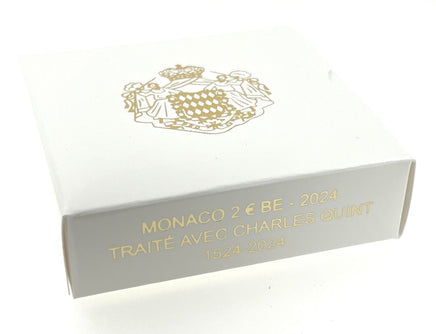 MONACO 2 € BE - 2024
TRAITÉ AVEC CHARLES QUINT
1524-2024